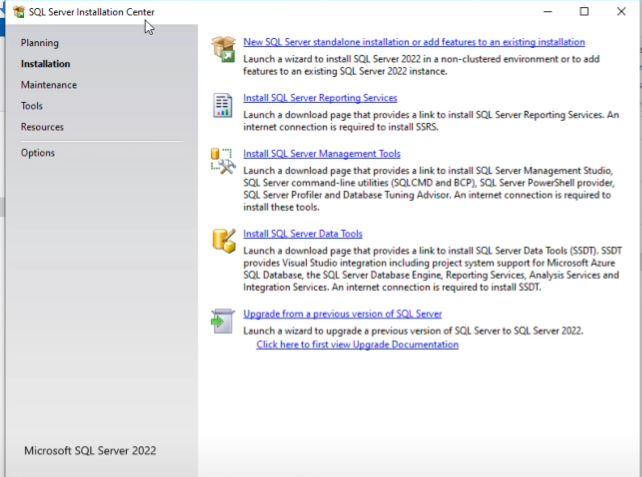 SQL Server Installation Center
Planning
Installation
Maintenance
Tools
Resources
Options
New SQL Server standalone installation or add features to an existing installation
Launch a wizard to install SQL Server 2022 in a non-clustered environment or to add
features to an existing SQL Server 2022 instance.
Install SQL Server Reporting Services
Launch a download page that provides a link to install SQL Server Reporting Services. An
internet connection is required to install SSRS.
Install SQL Server Management Tools
Launch a download page that provides a link to install SQL Server Management Studio,
SQL Server command-line utilities (SQLCMD and BCP), SQL Server PowerShell provider,
SQL Server Profiler and Database Tuning Advisor. An internet connection is required to
install these tools.
Install SQL Server Data Tools
Launch a download page that provides a link to install SQL Server Data Tools (SSDT). SSDT
provides Visual Studio integration including project system support for Microsoft Azure
SQL Database, the SQL Server Database Engine, Reporting Services, Analysis Services and
Integration Services. An internet connection is required to install SSDT.
Upgrade from a previous version of SQL Server
Launch a wizard to upgrade a previous version of SQL Server to SQL Server 2022.
Click here to first view Upgrade Documentation
Microsoft SQL Server 2022